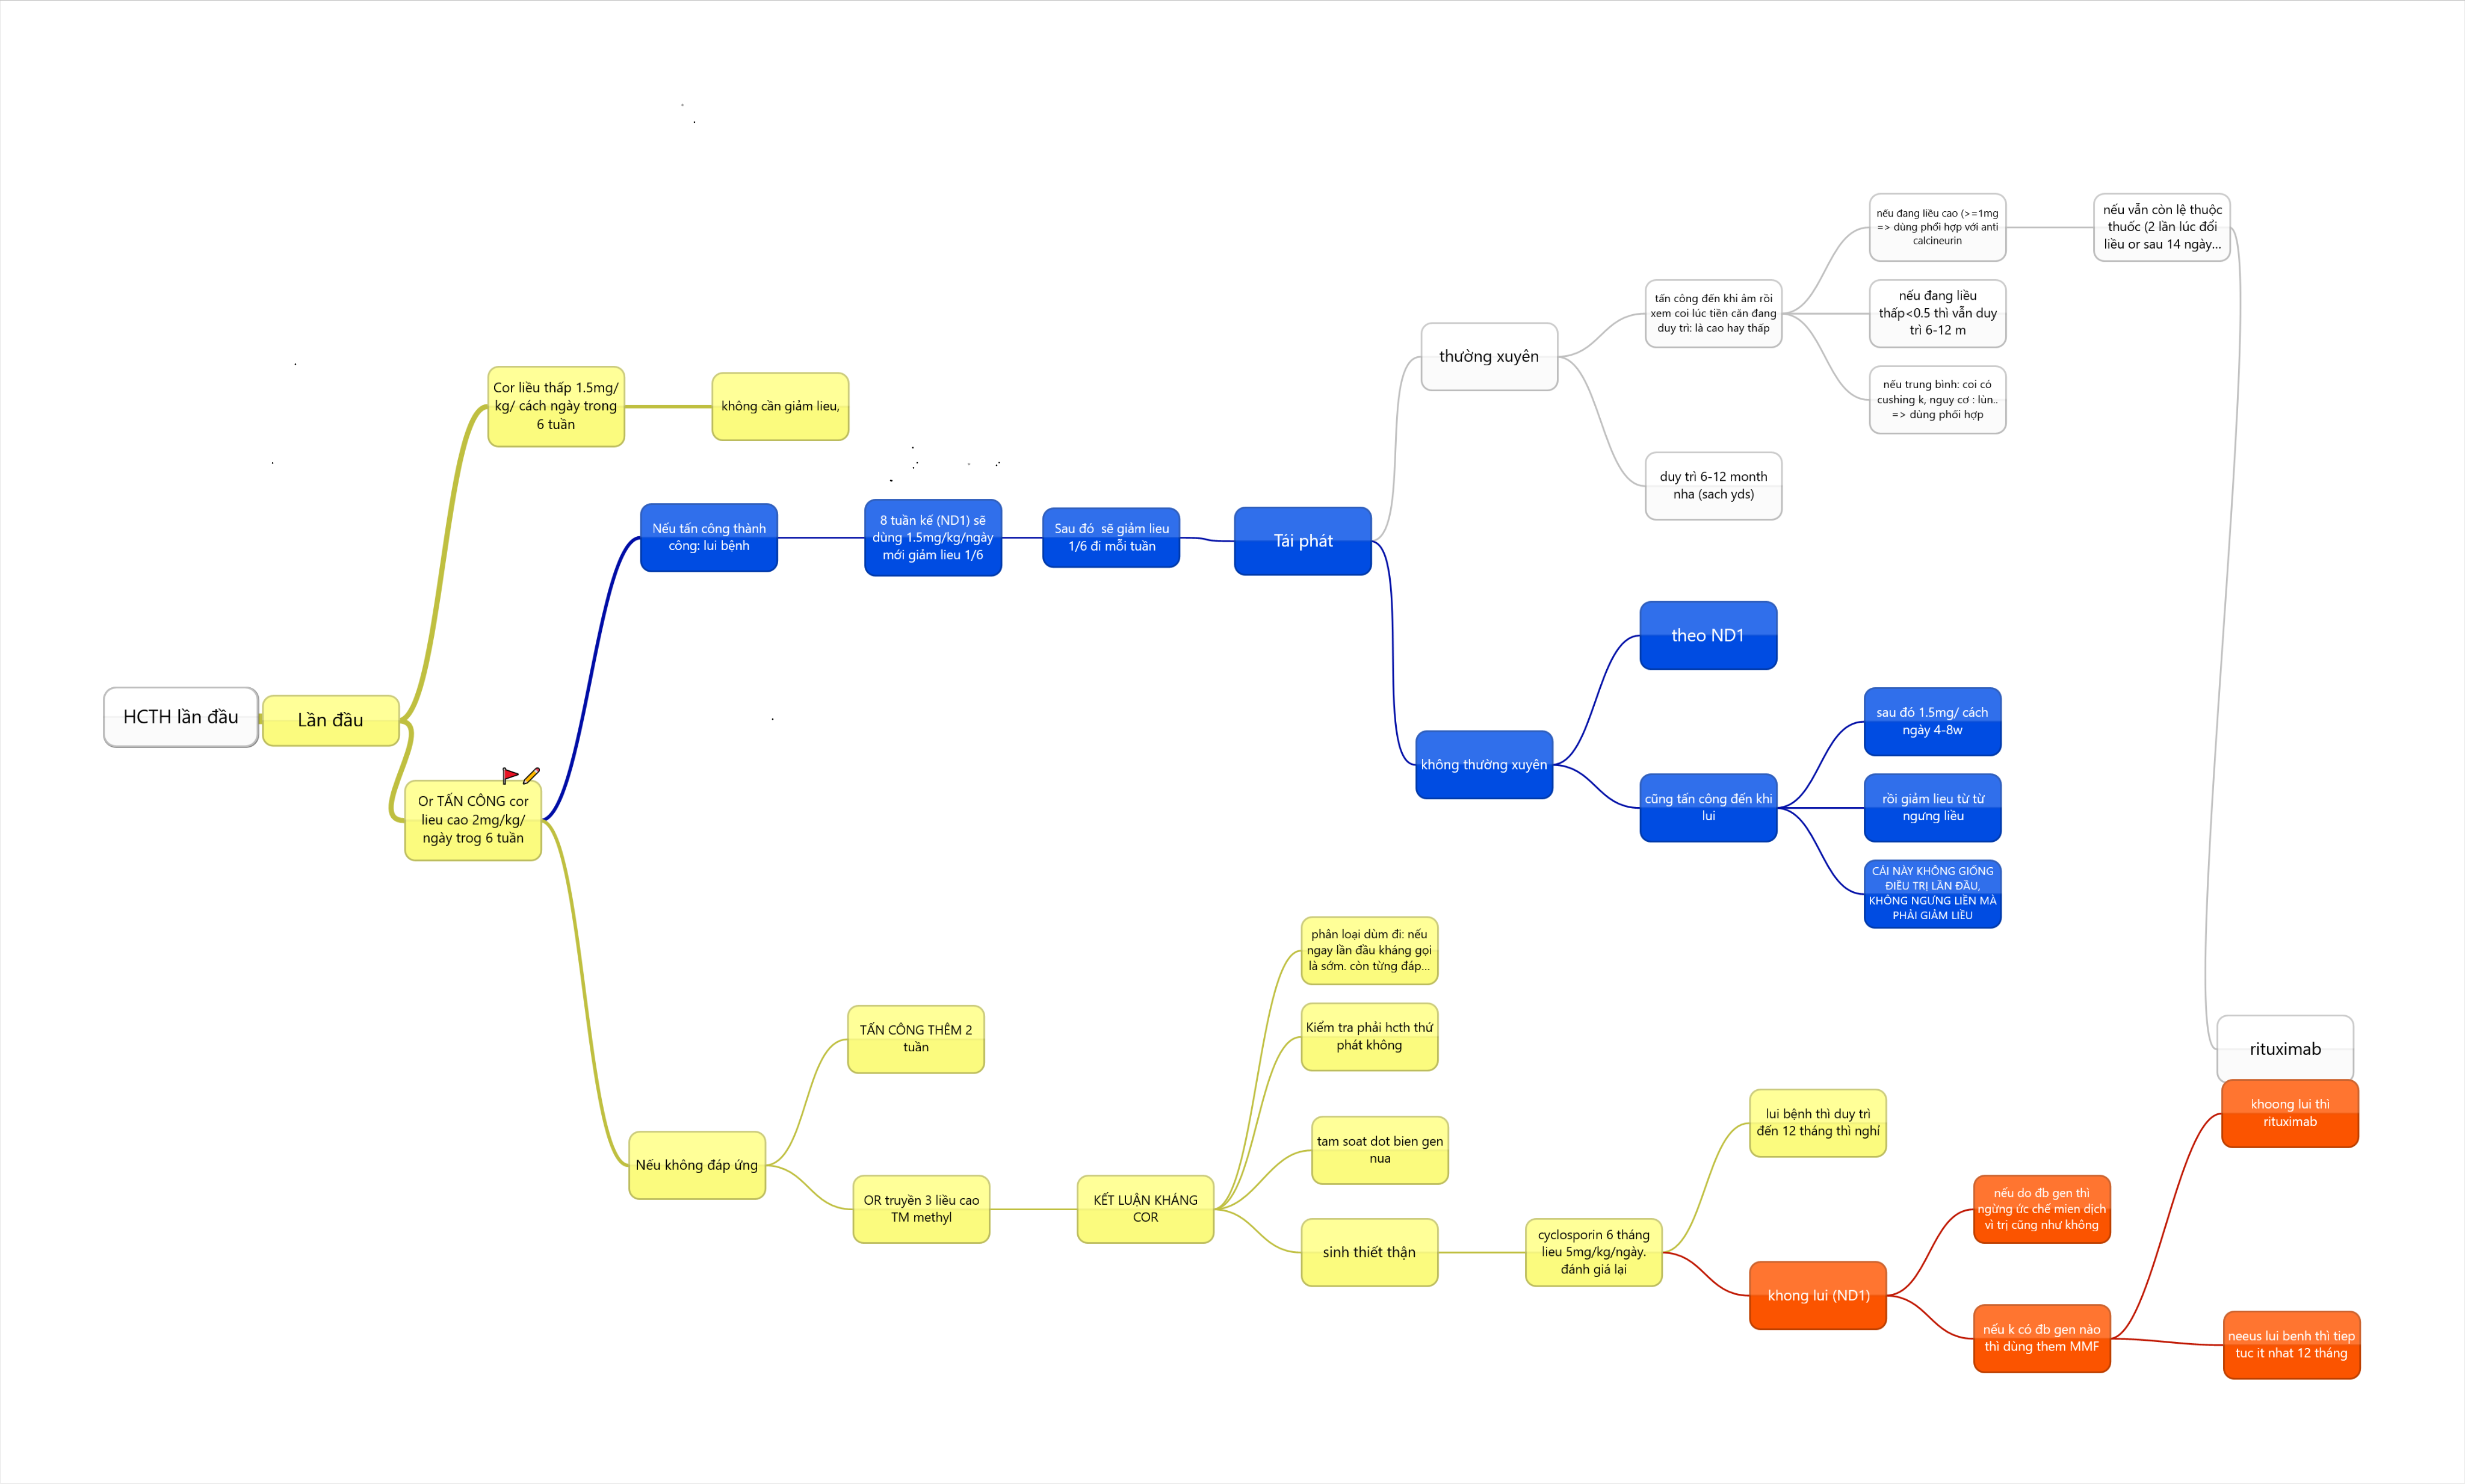 HCTH lần đầu
Lần đầu
Cor liều thấp 1.5mg/
kg/ cách ngày trong
6 tuần
không cần giảm lieu,
Or TẤN CÔNG cor
lieu cao 2mg/kg/
ngày trog 6 tuần
Nếu tấn công thành
công: lui bệnh
8 tuần kế (ND1) sẽ
dùng 1.5mg/kg/ngày
mới giảm lieu 1/6
Sau đó  sẽ giảm lieu
1/6 đi mỗi tuần
Tái phát
thường xuyên
tấn công đến khi âm rồi
xem coi lúc tiền căn đang
duy trì: là cao hay thấp
nếu đang liều cao (>=1mg
=> dùng phối hợp với anti
calcineurin
nếu vẫn còn lệ thuộc
thuốc (2 lần lúc đổi
liều or sau 14 ngày...
rituximab
nếu đang liều
thấp<0.5 thì vẫn duy
trì 6-12 m
nếu trung bình: coi có
cushing k, nguy cơ : lùn..
=> dùng phối hợp
duy trì 6-12 month
nha (sach yds)
không thường xuyên
theo ND1
cũng tấn công đến khi
lui
sau đó 1.5mg/ cách
ngày 4-8w
rồi giảm lieu từ từ
ngưng liều
CÁI NÀY KHÔNG GIỐNG
ĐIỀU TRỊ LẦN ĐẦU,
KHÔNG NGƯNG LIỀN MÀ
PHẢI GIẢM LIỀU
Nếu không đáp ứng
TẤN CÔNG THÊM 2
tuần
OR truyền 3 liều cao
TM methyl
KẾT LUẬN KHÁNG
COR
phân loại dùm đi: nếu
ngay lần đầu kháng gọi
là sớm. còn từng đáp...
Kiểm tra phải hcth thứ
phát không
tam soat dot bien gen
nua
sinh thiết thận
cyclosporin 6 tháng
lieu 5mg/kg/ngày.
đánh giá lại
lui bệnh thì duy trì
đến 12 tháng thì nghỉ
khong lui (ND1)
nếu do đb gen thì
ngừng ức chế mien dịch
vì trị cũng như không
nếu k có đb gen nào
thì dùng them MMF
khoong lui thì
rituximab
neeus lui benh thì tiep
tuc it nhat 12 tháng